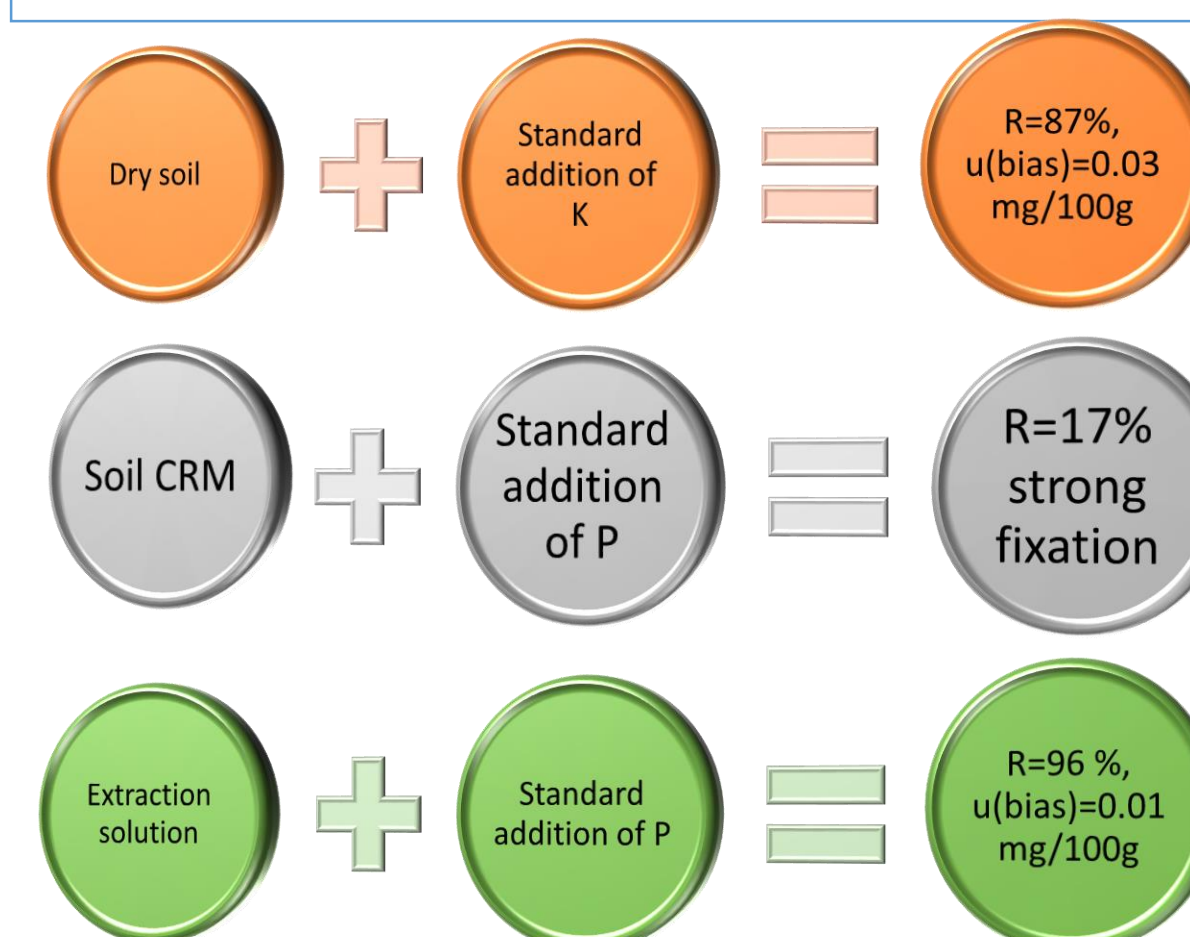 Dry soil
Standard
addition of
K
R=87%,
u(bias)=0.03
mg/100g
Soil CRM
Standard
addition
of P
R=17%
strong
fixation
Extraction
solution
Standard
addition of P
R=96 %,
u(bias)=0.01
mg/100g